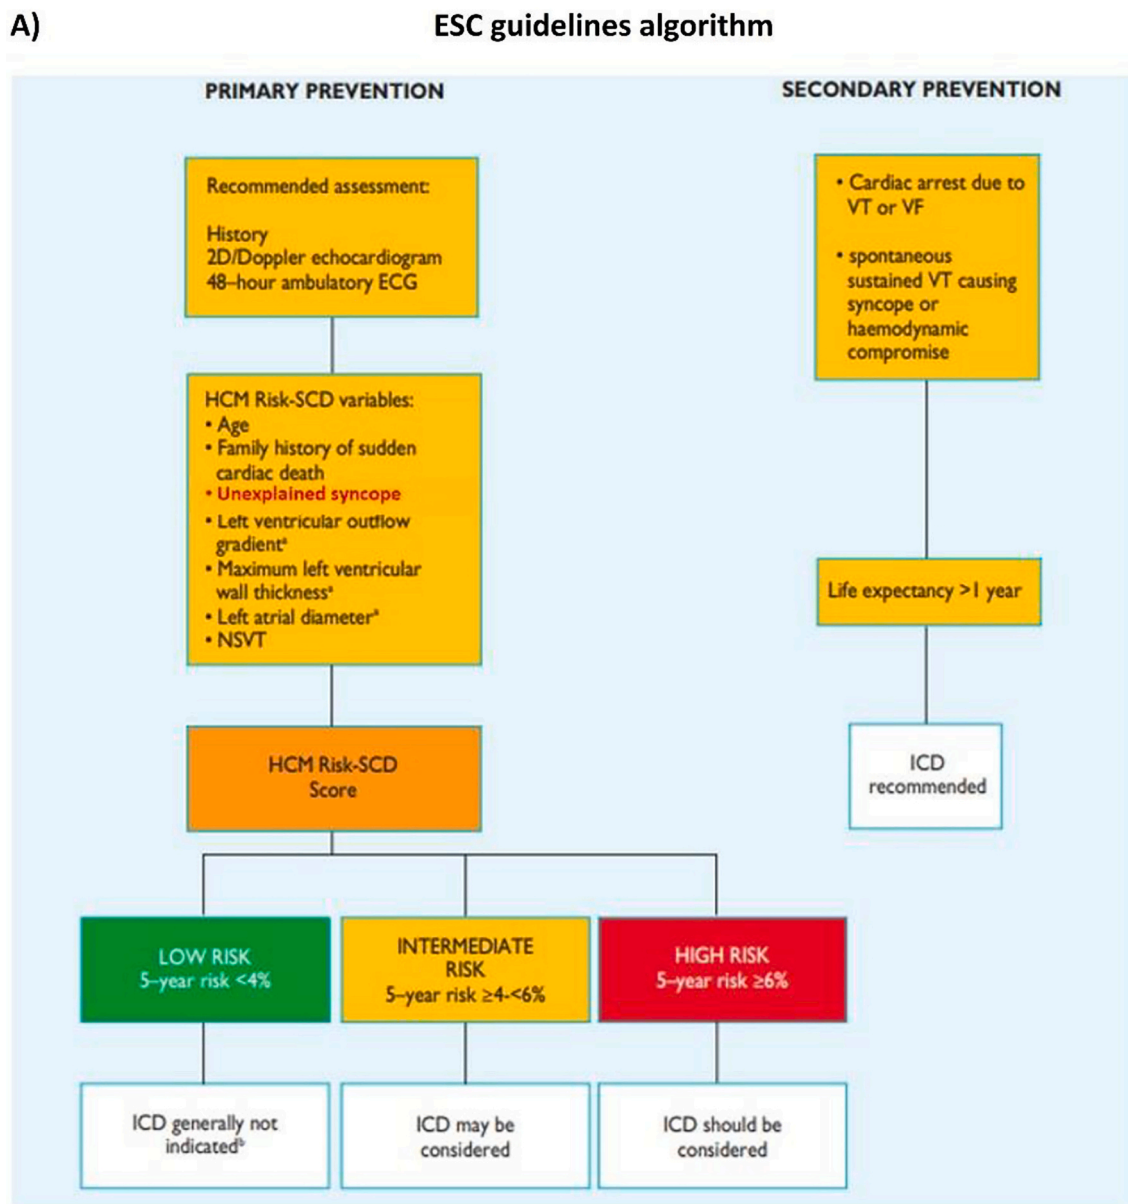 A)
ESC guidelines algorithm
PRIMARY PREVENTION
Recommended assessment:
History
2D/Doppler echocardiogram
48–hour ambulatory ECG
HCM Risk-SCD variables:
• Age
• Family history of sudden
cardiac death
• Unexplained syncope
• Left ventricular outflow
gradientᵃ
• Maximum left ventricular
wall thicknessᵃ
• Left atrial diameterᵃ
• NSVT
HCM Risk-SCD
Score
LOW RISK
5–year risk <4%
INTERMEDIATE
RISK
5–year risk ≥4-<6%
HIGH RISK
5–year risk ≥6%
ICD generally not
indicatedᵇ
ICD may be
considered
ICD should be
considered
SECONDARY PREVENTION
• Cardiac arrest due to
VT or VF
• spontaneous
sustained VT causing
syncope or
haemodynamic
compromise
Life expectancy >1 year
ICD
recommended